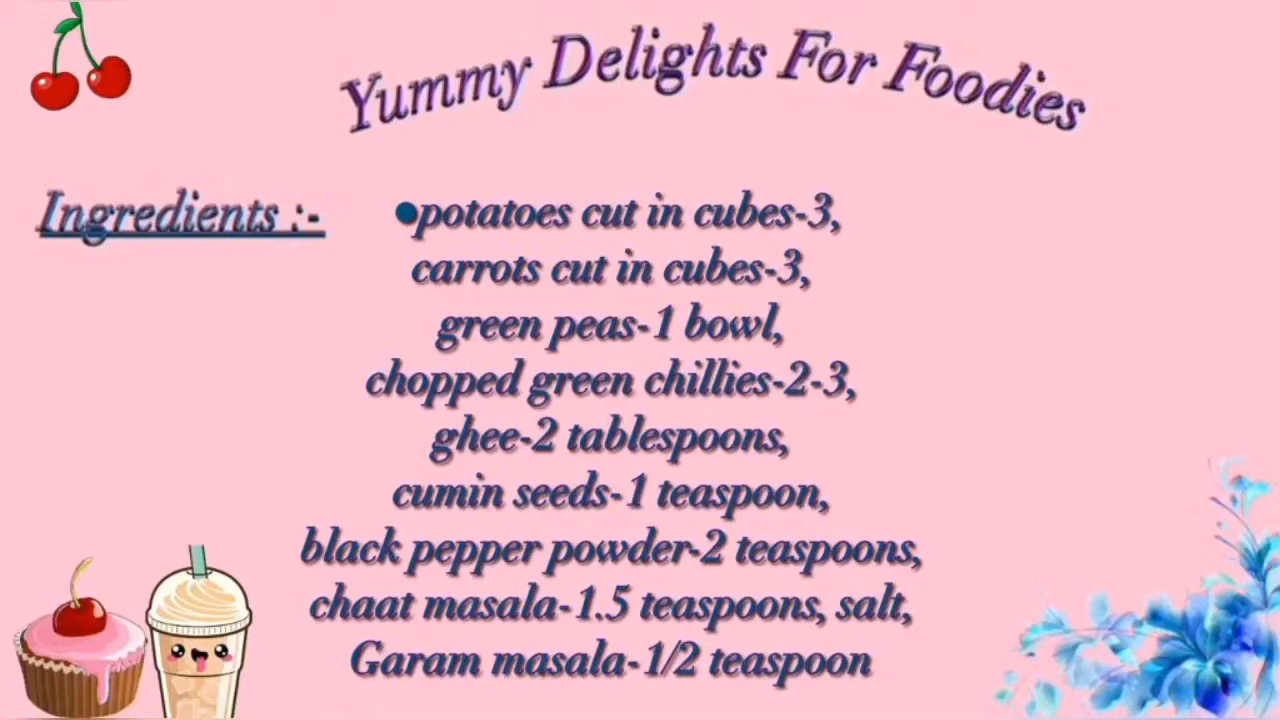 Yummy Delights For Foodies
Ingredients :-
•potatoes cut in cubes-3,
carrots cut in cubes-3,
green peas-1 bowl,
chopped green chillies-2-3,
ghee-2 tablespoons,
cumin seeds-1 teaspoon,
black pepper powder-2 teaspoons,
chaat masala-1.5 teaspoons, salt,
Garam masala-1/2 teaspoon